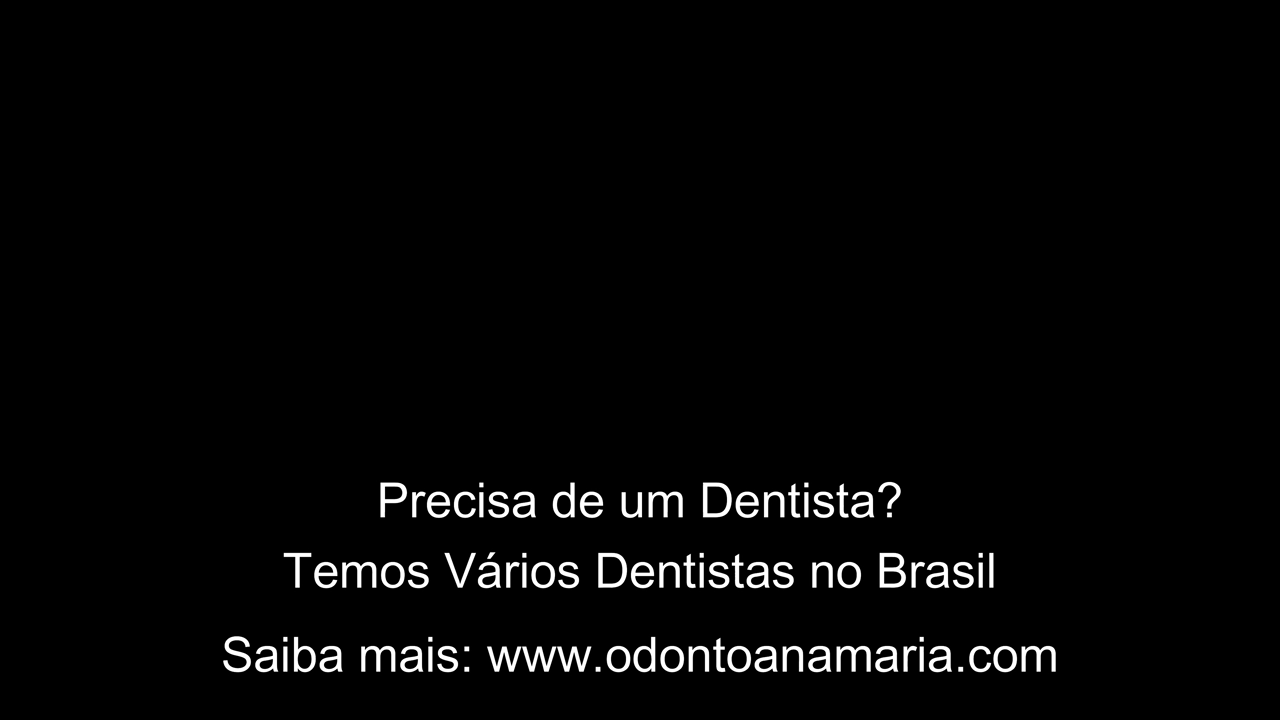 Precisa de um Dentista?
Temos Vários Dentistas no Brasil
Saiba mais: www.odontoanamaria.com